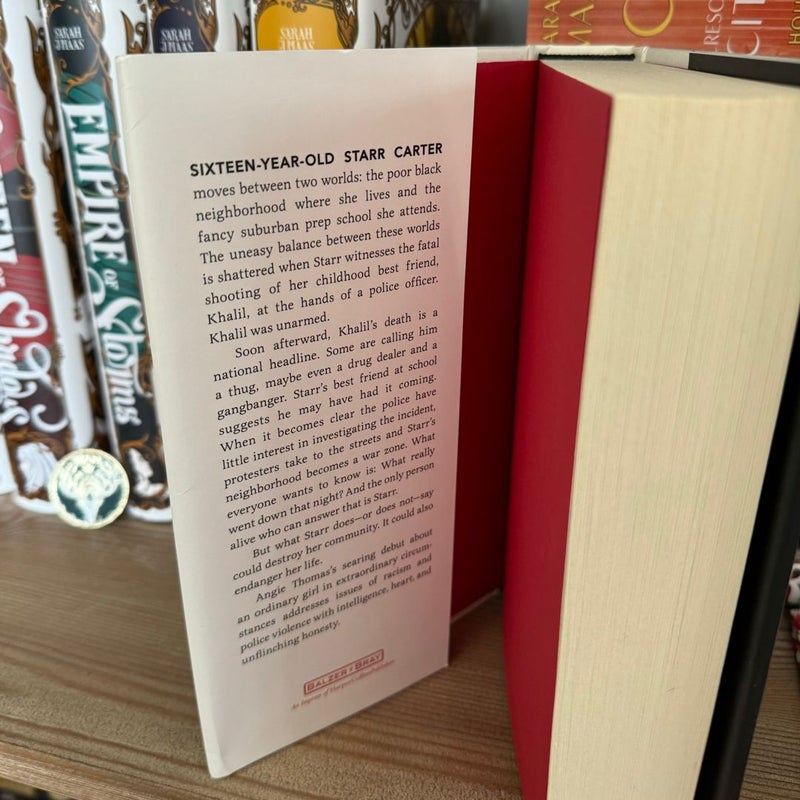 SARAH
J. MAAS
SARAH
J. MAAS
EMPIRE OF
Storms
SIXTEEN-YEAR-OLD STARR CARTER
moves between two worlds: the poor black
neighborhood where she lives and the
fancy suburban prep school she attends.
The uneasy balance between these worlds
is shattered when Starr witnesses the fatal
shooting of her childhood best friend,
Khalil, at the hands of a police officer.
Khalil was unarmed.
Soon afterward, Khalil's death is a
national headline. Some are calling him
a thug, maybe even a drug dealer and a
gangbanger. Starr's best friend at school
suggests he may have had it coming.
When it becomes clear the police have
little interest in investigating the incident,
protesters take to the streets and Starr's
neighborhood becomes a war zone. What
everyone wants to know is: What really
went down that night? And the only person
alive who can answer that is Starr.
But what Starr does—or does not—say
could destroy her community. It could also
endanger her life.
Angie Thomas's searing debut about
an ordinary girl in extraordinary circum-
stances addresses issues of racism and
police violence with intelligence, heart, and
unflinching honesty.
BALZER + BRAY
An Imprint of HarperCollinsPublishers